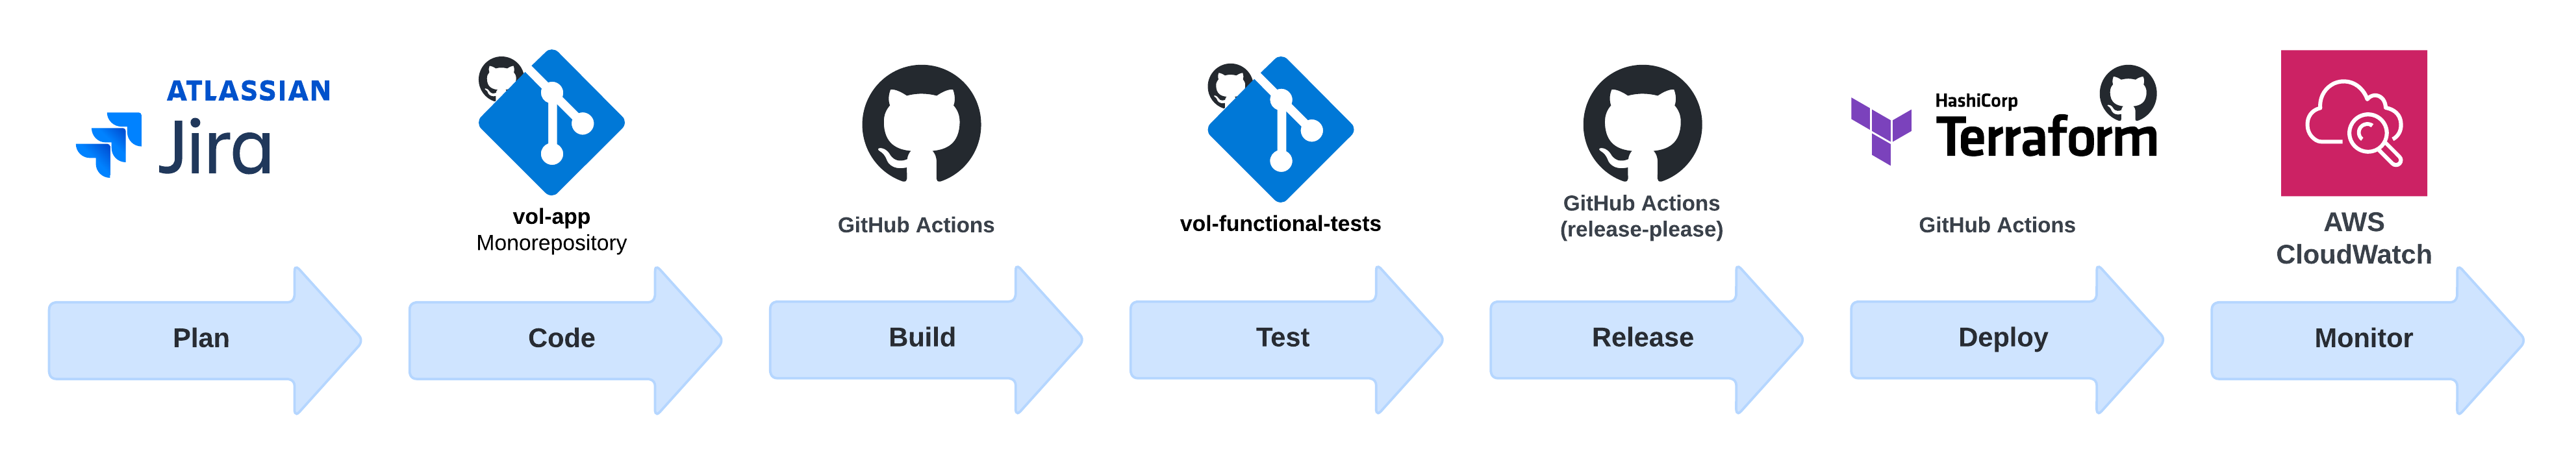 ATLASSIAN
Jira
vol-app
Monorepository
GitHub Actions
vol-functional-tests
GitHub Actions
(release-please)
HashiCorp
Terraform
GitHub Actions
AWS
CloudWatch
Plan
Code
Build
Test
Release
Deploy
Monitor